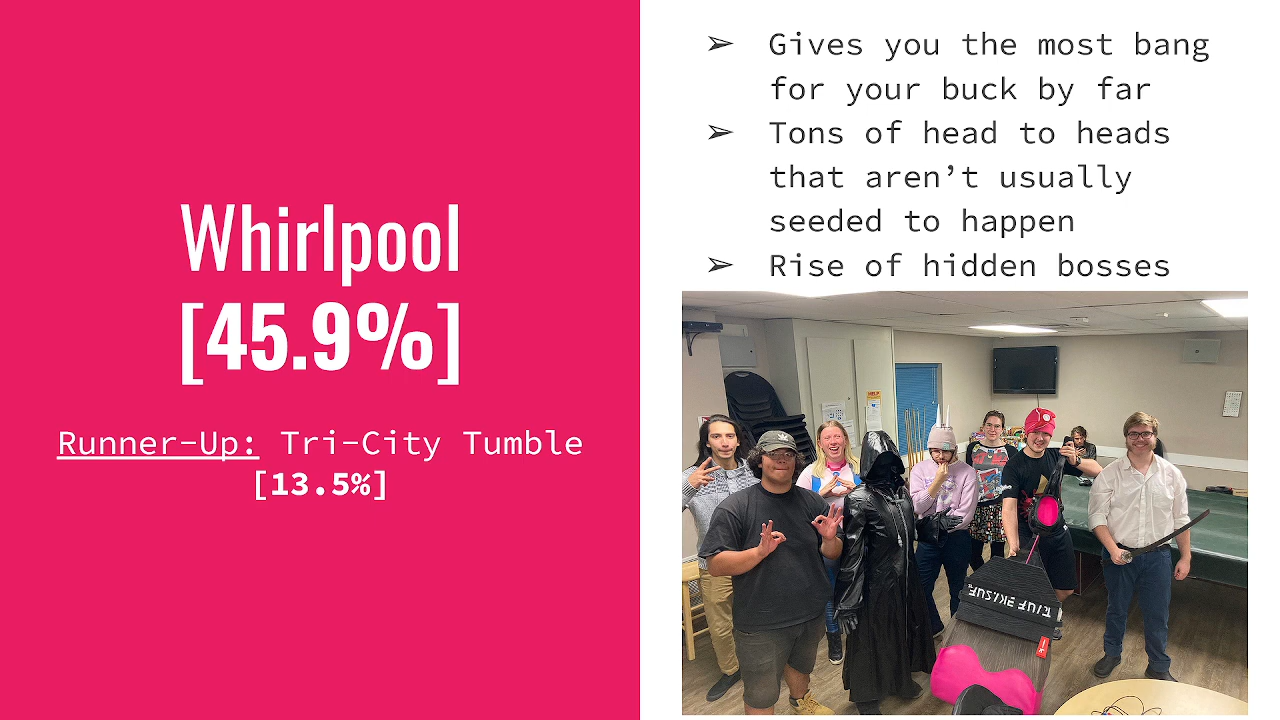 Whirlpool
[45.9%]
Runner-Up: Tri-City Tumble
[13.5%]
➢ Gives you the most bang
for your buck by far
➢ Tons of head to heads
that aren’t usually
seeded to happen
➢ Rise of hidden bosses